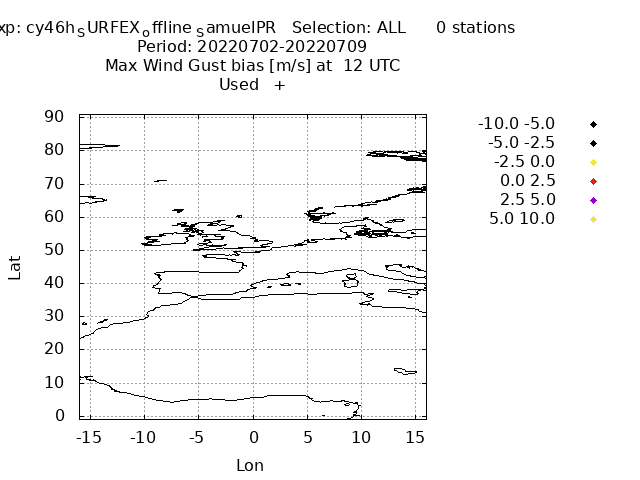 xp: cy46hSURFEXoffline SamuelPR Selection: ALL 0 stations
Period: 20220702-20220709
Max Wind Gust bias [m/s] at 12 UTC
Used +
90
80
70
60
50
40
30
20
10
0
Lat
-15 -10 -5 0 5 10 15
Lon
-10.0 -5.0
-5.0 -2.5
-2.5 0.0
0.0 2.5
2.5 5.0
5.0 10.0